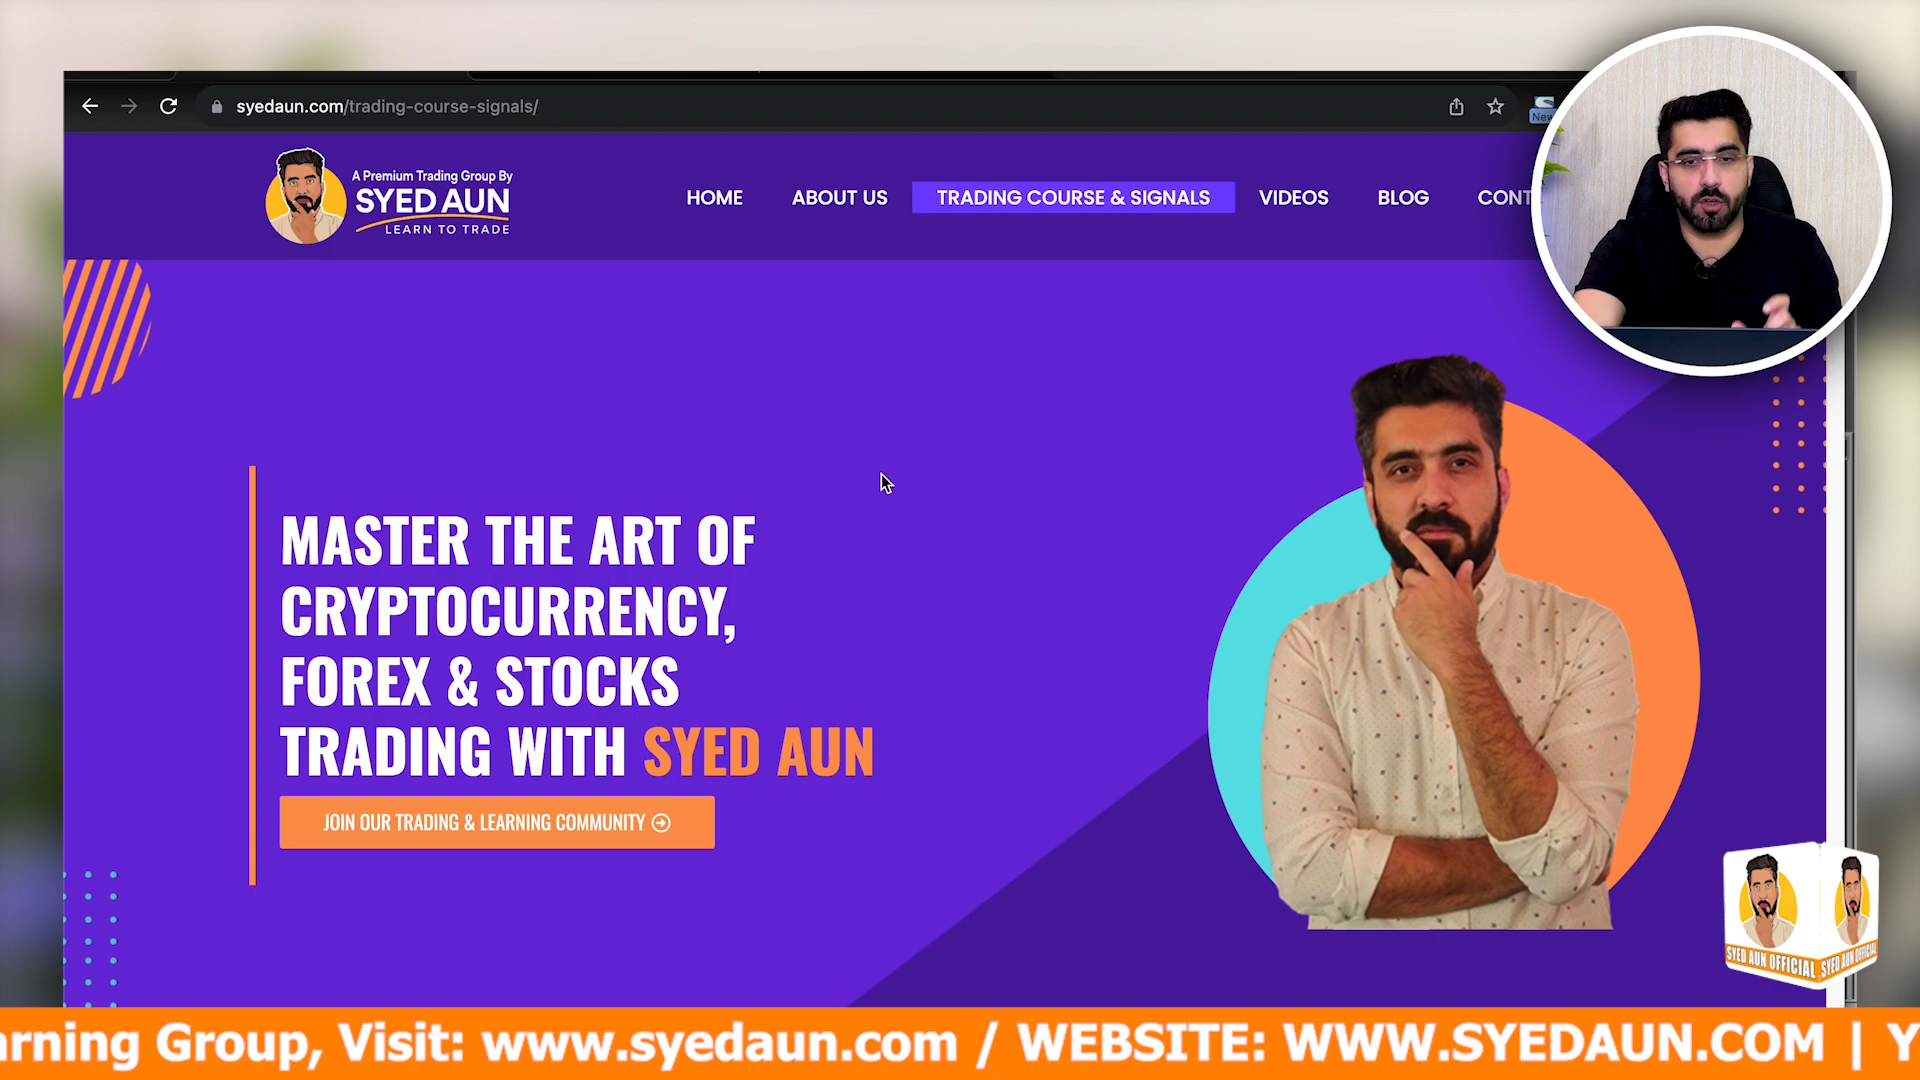 syedaun.com/trading-course-signals/
New
A Premium Trading Group By
SYED AUN
LEARN TO TRADE
HOME
ABOUT US
TRADING COURSE & SIGNALS
VIDEOS
BLOG
CONT
MASTER THE ART OF
CRYPTOCURRENCY,
FOREX & STOCKS
TRADING WITH SYED AUN
JOIN OUR TRADING & LEARNING COMMUNITY
SYED AUN OFFICIAL
SYED AUN OFFICIAL
arning Group, Visit: www.syedaun.com / WEBSITE: WWW.SYEDAUN.COM | Y